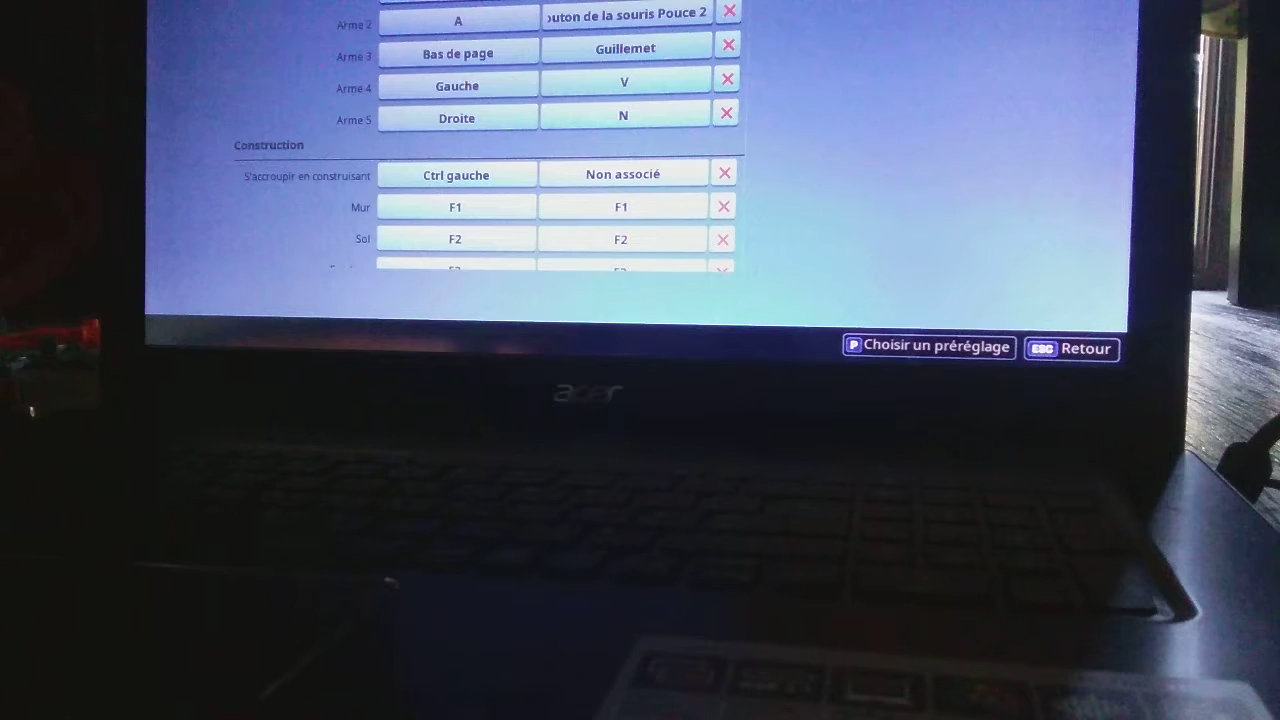 Arme 2 A outon de la souris Pouce 2
Arme 3 Bas de page Guillemet
Arme 4 Gauche V
Arme 5 Droite N
Construction
S'accroupir en construisant Ctrl gauche Non associé
Mur F1 F1
Sol F2 F2
P Choisir un préréglage ESC Retour
acer